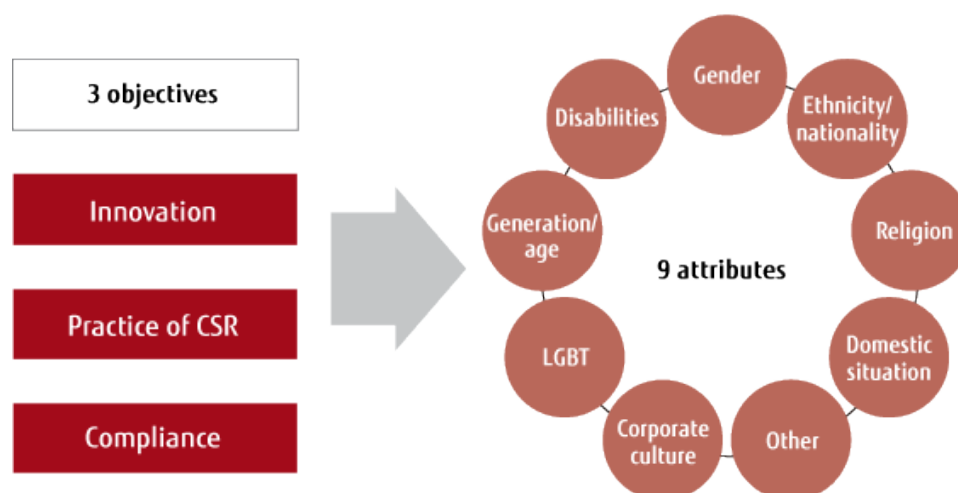 3 objectives
Innovation
Practice of CSR
Compliance
Gender
Ethnicity/
nationality
Religion
Domestic
situation
Other
Corporate
culture
LGBT
Generation/
age
Disabilities
9 attributes